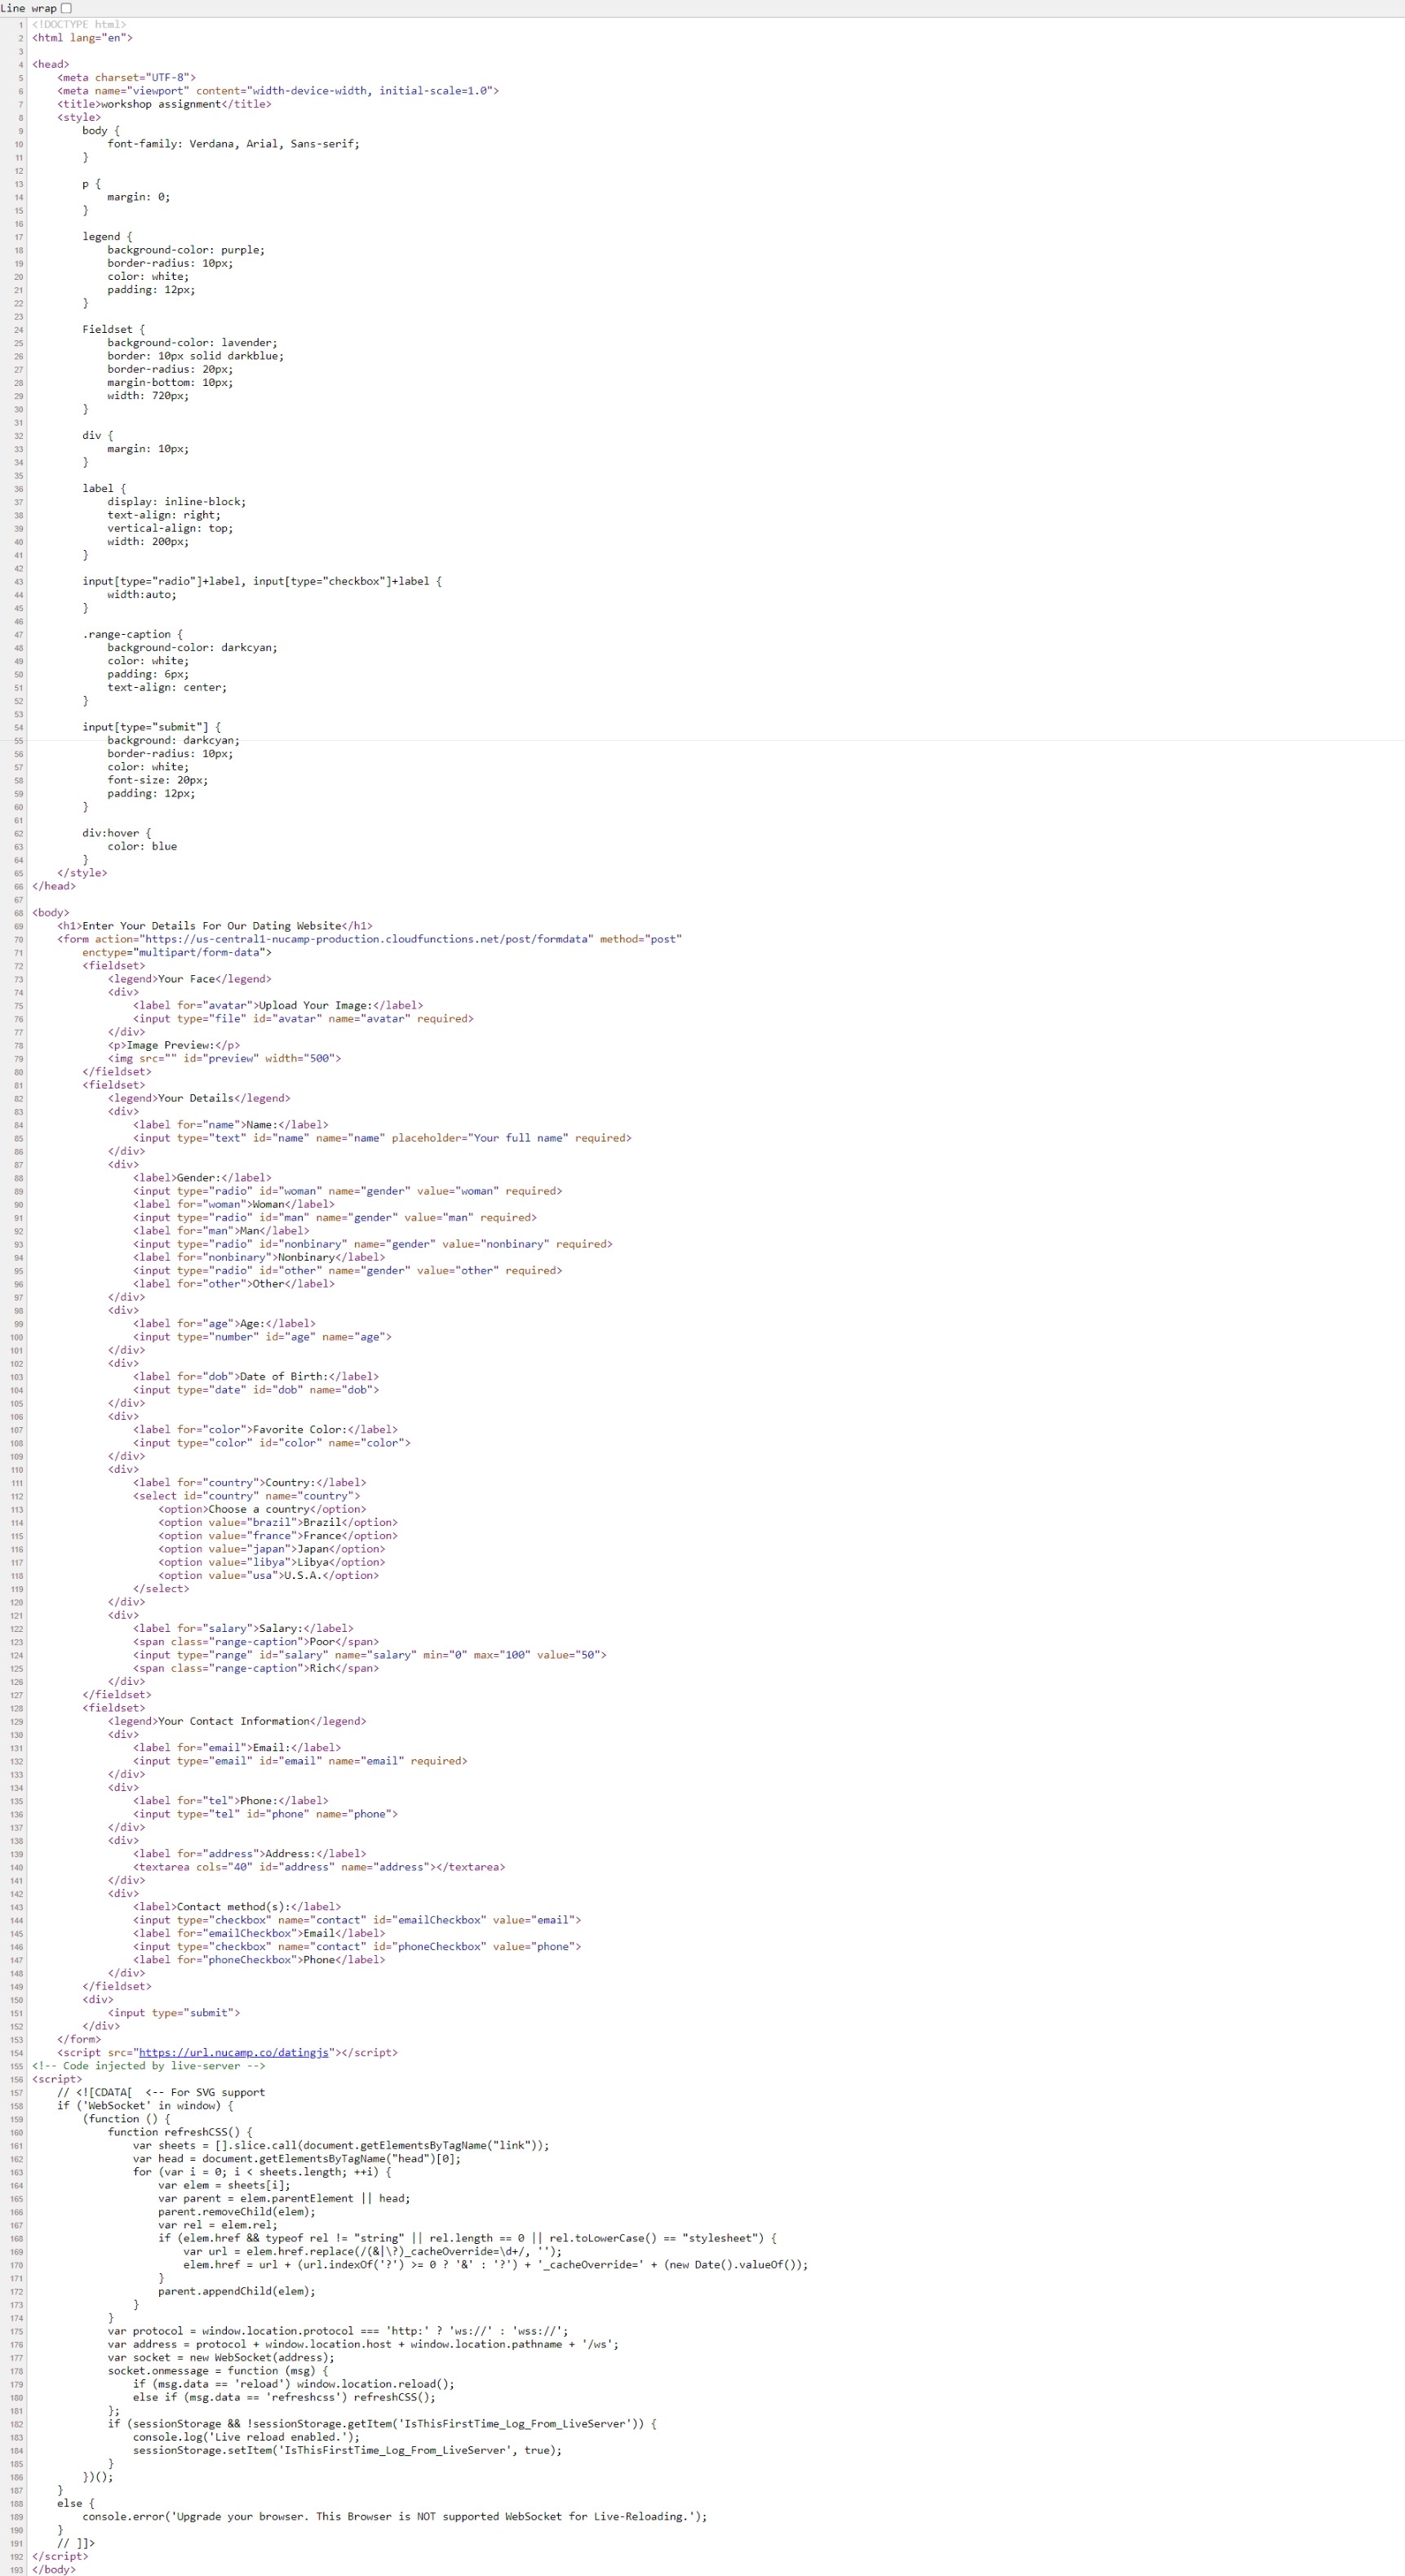 Line wrap
1 <!DOCTYPE html>
2 <html lang="en">
3
4 <head>
5     <meta charset="UTF-8">
6     <meta name="viewport" content="width-device-width, initial-scale=1.0">
7     <title>workshop assignment</title>
8     <style>
9         body {
10             font-family: Verdana, Arial, Sans-serif;
11         }
12
13         p {
14             margin: 0;
15         }
16
17         legend {
18             background-color: purple;
19             border-radius: 10px;
20             color: white;
21             padding: 12px;
22         }
23
24         Fieldset {
25             background-color: lavender;
26             border: 10px solid darkblue;
27             border-radius: 20px;
28             margin-bottom: 10px;
29             width: 720px;
30         }
31
32         div {
33             margin: 10px;
34         }
35
36         label {
37             display: inline-block;
38             text-align: right;
39             vertical-align: top;
40             width: 200px;
41         }
42
43         input[type="radio"]+label, input[type="checkbox"]+label {
44             width:auto;
45         }
46
47         .range-caption {
48             background-color: darkcyan;
49             color: white;
50             padding: 6px;
51             text-align: center;
52         }
53
54         input[type="submit"] {
55             background: darkcyan;
56             border-radius: 10px;
57             color: white;
58             font-size: 20px;
59             padding: 12px;
60         }
61
62         div:hover {
63             color: blue
64         }
65     </style>
66 </head>
67
68 <body>
69     <h1>Enter Your Details For Our Dating Website</h1>
70     <form action="https://us-central1-nucamp-production.cloudfunctions.net/post/formdata" method="post"
71         enctype="multipart/form-data">
72         <fieldset>
73             <legend>Your Face</legend>
74             <div>
75                 <label for="avatar">Upload Your Image:</label>
76                 <input type="file" id="avatar" name="avatar" required>
77             </div>
78             <p>Image Preview:</p>
79             <img src="" id="preview" width="500">
80         </fieldset>
81         <fieldset>
82             <legend>Your Details</legend>
83             <div>
84                 <label for="name">Name:</label>
85                 <input type="text" id="name" name="name" placeholder="Your full name" required>
86             </div>
87             <div>
88                 <label>Gender:</label>
89                 <input type="radio" id="woman" name="gender" value="woman" required>
90                 <label for="woman">Woman</label>
91                 <input type="radio" id="man" name="gender" value="man" required>
92                 <label for="man">Man</label>
93                 <input type="radio" id="nonbinary" name="gender" value="nonbinary" required>
94                 <label for="nonbinary">Nonbinary</label>
95                 <input type="radio" id="other" name="gender" value="other" required>
96                 <label for="other">Other</label>
97             </div>
98             <div>
99                 <label for="age">Age:</label>
100                 <input type="number" id="age" name="age">
101             </div>
102             <div>
103                 <label for="dob">Date of Birth:</label>
104                 <input type="date" id="dob" name="dob">
105             </div>
106             <div>
107                 <label for="color">Favorite Color:</label>
108                 <input type="color" id="color" name="color">
109             </div>
110             <div>
111                 <label for="country">Country:</label>
112                 <select id="country" name="country">
113                     <option>Choose a country</option>
114                     <option value="brazil">Brazil</option>
115                     <option value="france">France</option>
116                     <option value="japan">Japan</option>
117                     <option value="libya">Libya</option>
118                     <option value="usa">U.S.A.</option>
119                 </select>
120             </div>
121             <div>
122                 <label for="salary">Salary:</label>
123                 <span class="range-caption">Poor</span>
124                 <input type="range" id="salary" name="salary" min="0" max="100" value="50">
125                 <span class="range-caption">Rich</span>
126             </div>
127         </fieldset>
128         <fieldset>
129             <legend>Your Contact Information</legend>
130             <div>
131                 <label for="email">Email:</label>
132                 <input type="email" id="email" name="email" required>
133             </div>
134             <div>
135                 <label for="tel">Phone:</label>
136                 <input type="tel" id="phone" name="phone">
137             </div>
138             <div>
139                 <label for="address">Address:</label>
140                 <textarea cols="40" id="address" name="address"></textarea>
141             </div>
142             <div>
143                 <label>Contact method(s):</label>
144                 <input type="checkbox" name="contact" id="emailCheckbox" value="email">
145                 <label for="emailCheckbox">Email</label>
146                 <input type="checkbox" name="contact" id="phoneCheckbox" value="phone">
147                 <label for="phoneCheckbox">Phone</label>
148             </div>
149         </fieldset>
150         <div>
151             <input type="submit">
152         </div>
153     </form>
154     <script src="https://url.nucamp.co/datingjs"></script>
155 <!-- Code injected by live-server -->
156 <script>
157     // <![CDATA[  <-- For SVG support
158     if ('WebSocket' in window) {
159         (function () {
160             function refreshCSS() {
161                 var sheets = [].slice.call(document.getElementsByTagName("link"));
162                 var head = document.getElementsByTagName("head")[0];
163                 for (var i = 0; i < sheets.length; ++i) {
164                     var elem = sheets[i];
165                     var parent = elem.parentElement || head;
166                     parent.removeChild(elem);
167                     var rel = elem.rel;
168                     if (elem.href && typeof rel != "string" || rel.length == 0 || rel.toLowerCase() == "stylesheet") {
169                         var url = elem.href.replace(/(&|\?)_cacheOverride=\d+/, '');
170                         elem.href = url + (url.indexOf('?') >= 0 ? '&' : '?') + '_cacheOverride=' + (new Date().valueOf());
171                     }
172                     parent.appendChild(elem);
173                 }
174             }
175             var protocol = window.location.protocol === 'http:' ? 'ws://' : 'wss://';
176             var address = protocol + window.location.host + window.location.pathname + '/ws';
177             var socket = new WebSocket(address);
178             socket.onmessage = function (msg) {
179                 if (msg.data == 'reload') window.location.reload();
180                 else if (msg.data == 'refreshcss') refreshCSS();
181             };
182             if (sessionStorage && !sessionStorage.getItem('IsThisFirstTime_Log_From_LiveServer')) {
183                 console.log('Live reload enabled.');
184                 sessionStorage.setItem('IsThisFirstTime_Log_From_LiveServer', true);
185             }
186         })();
187     }
188     else {
189         console.error('Upgrade your browser. This Browser is NOT supported WebSocket for Live-Reloading.');
190     }
191     // ]]>
192 </script>
193 </body>